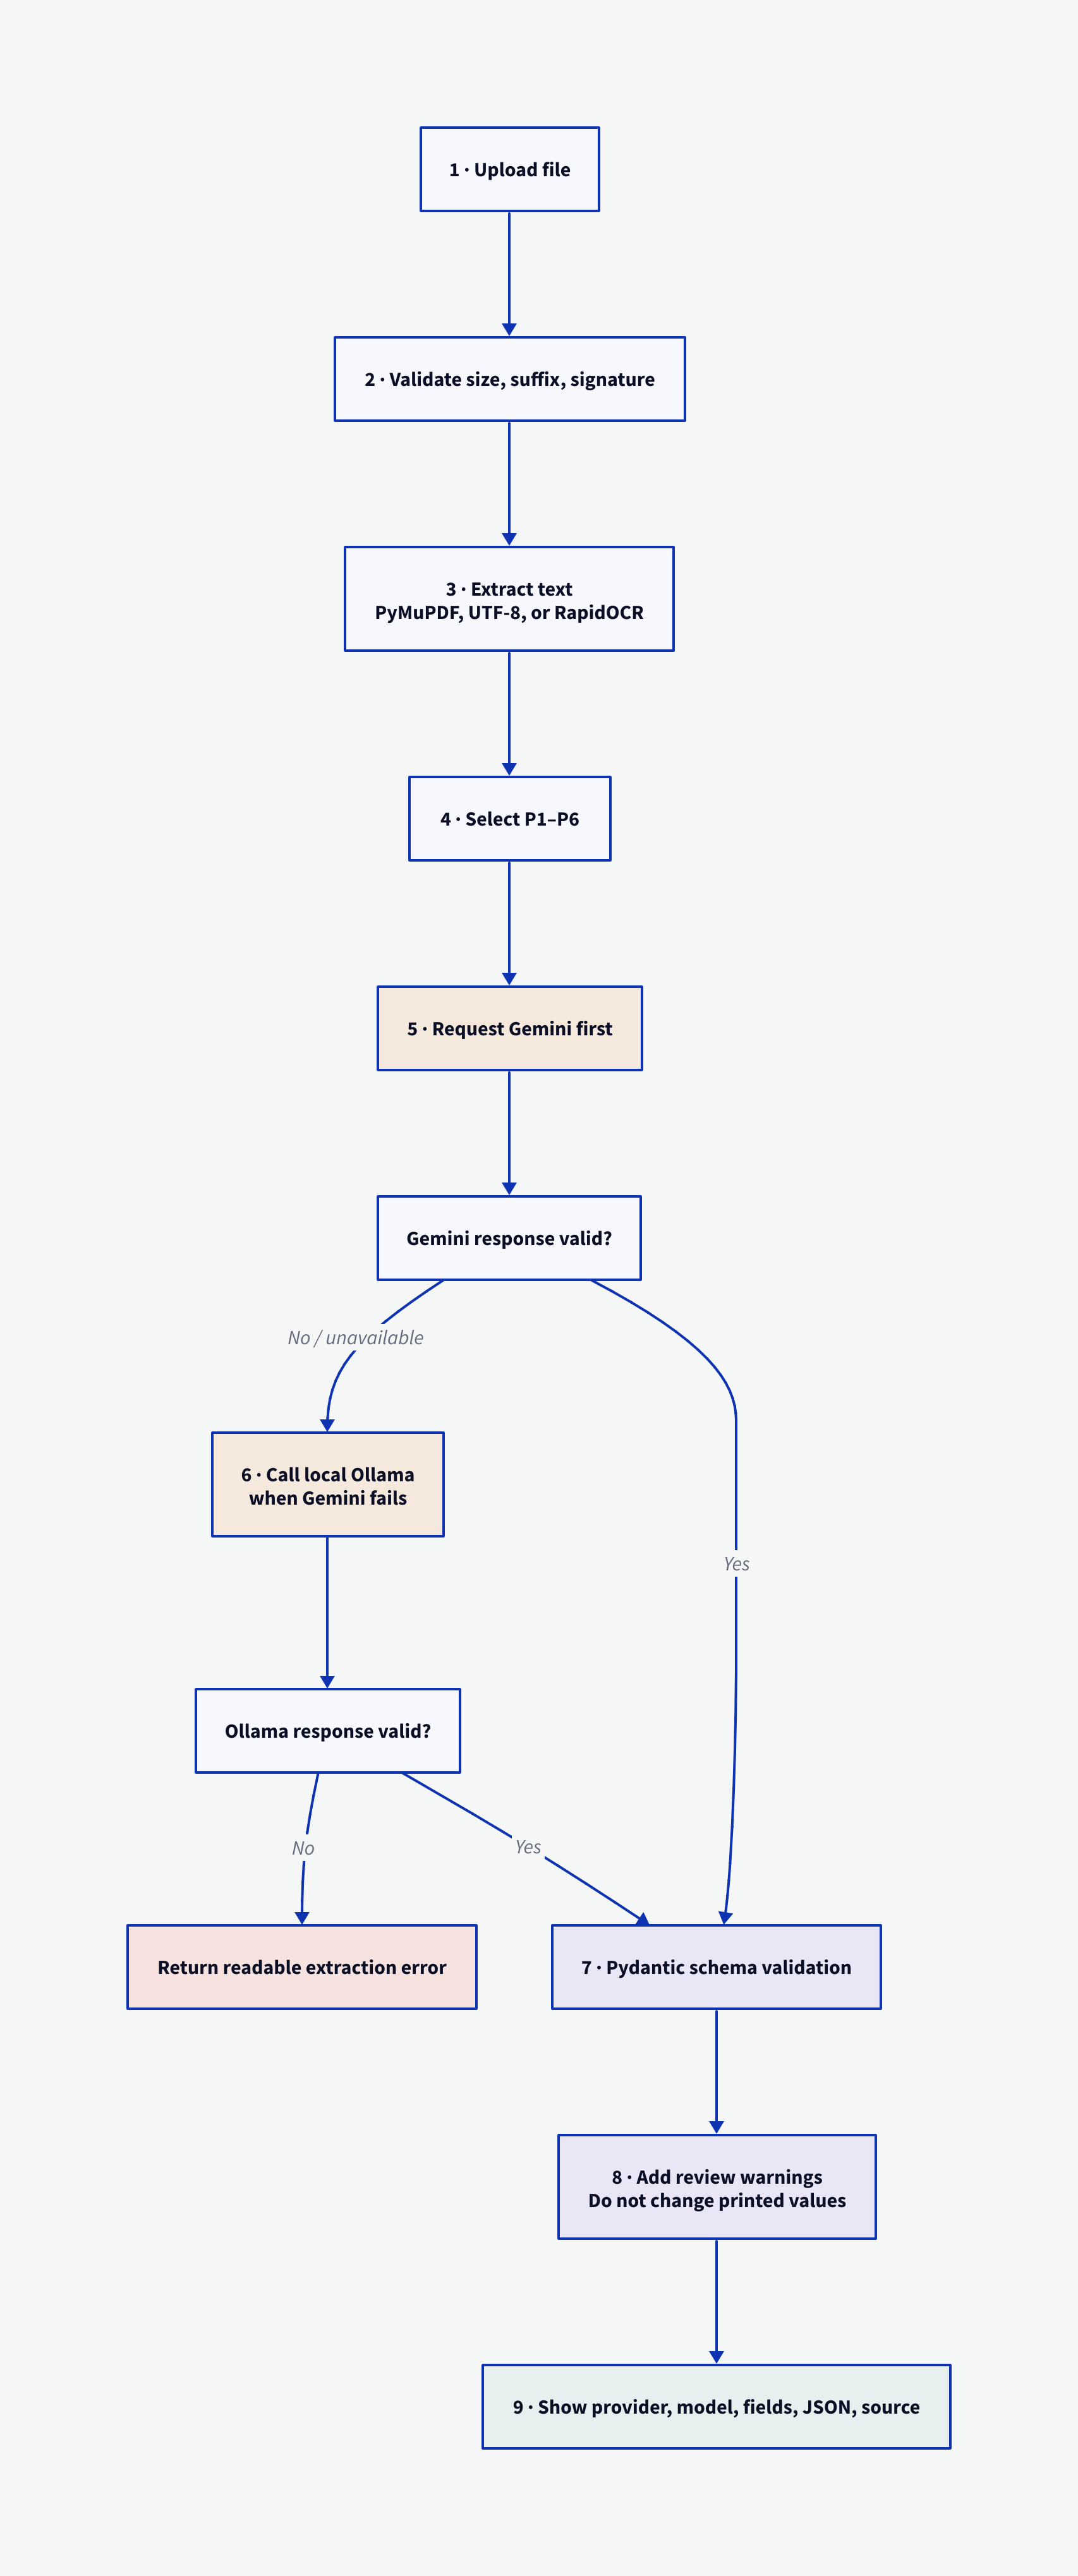 1 · Upload file
2 · Validate size, suffix, signature
3 · Extract text
PyMuPDF, UTF-8, or RapidOCR
4 · Select P1–P6
5 · Request Gemini first
Gemini response valid?
No / unavailable
6 · Call local Ollama
when Gemini fails
Yes
Ollama response valid?
No
Yes
Return readable extraction error
7 · Pydantic schema validation
8 · Add review warnings
Do not change printed values
9 · Show provider, model, fields, JSON, source